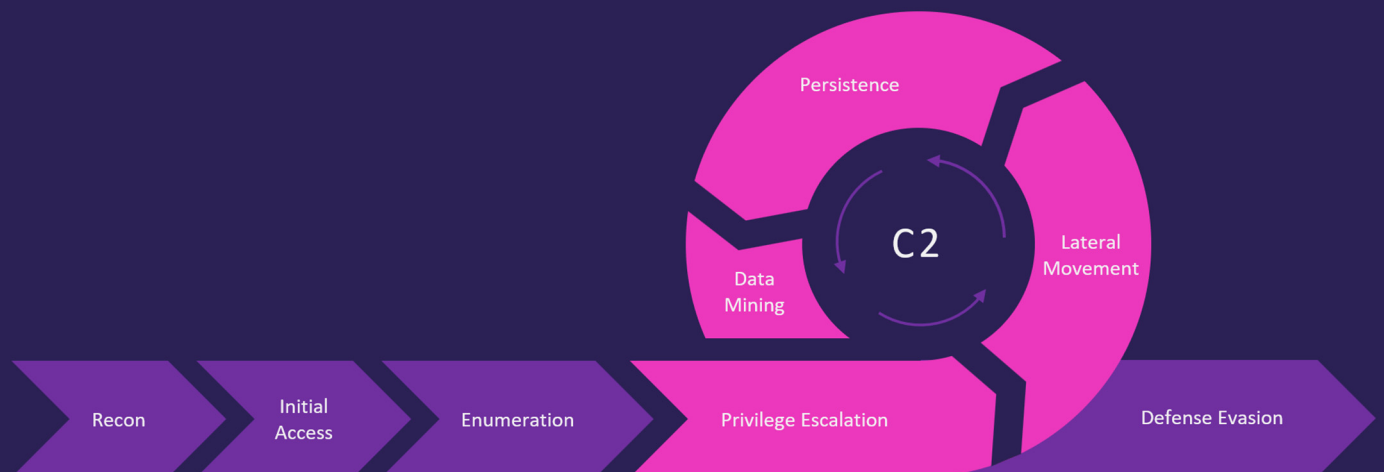 Persistence
C2
Lateral
Movement
Data
Mining
Recon
Initial
Access
Enumeration
Privilege Escalation
Defense Evasion